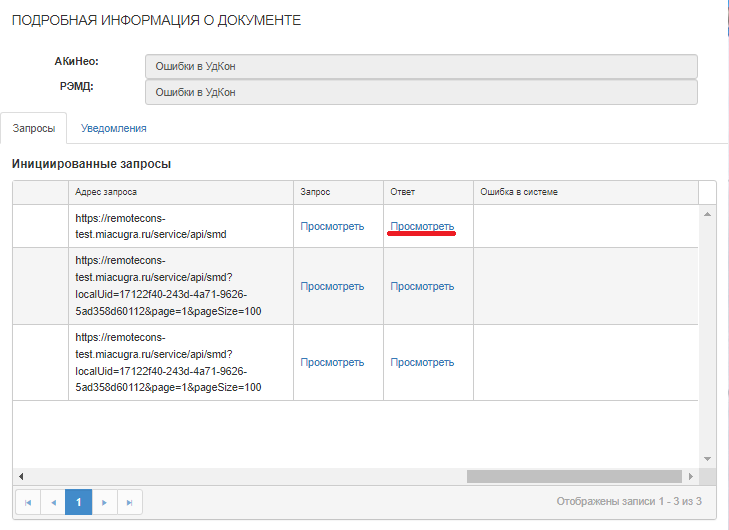 ПОДРОБНАЯ ИНФОРМАЦИЯ О ДОКУМЕНТЕ
АКиНео: Ошибки в УдКон
РЭМД: Ошибки в УдКон
Запросы Уведомления
Инициированные запросы
Адрес запроса Запрос Ответ Ошибка в системе
https://remotecons-
test.miacugra.ru/service/api/smd
Просмотреть Просмотреть
https://remotecons-
test.miacugra.ru/service/api/smd?
localUid=17122f40-243d-4a71-9626-
5ad358d60112&page=1&pageSize=100
Просмотреть Просмотреть
https://remotecons-
test.miacugra.ru/service/api/smd?
localUid=17122f40-243d-4a71-9626-
5ad358d60112&page=1&pageSize=100
Просмотреть Просмотреть
1 Отображены записи 1 - 3 из 3